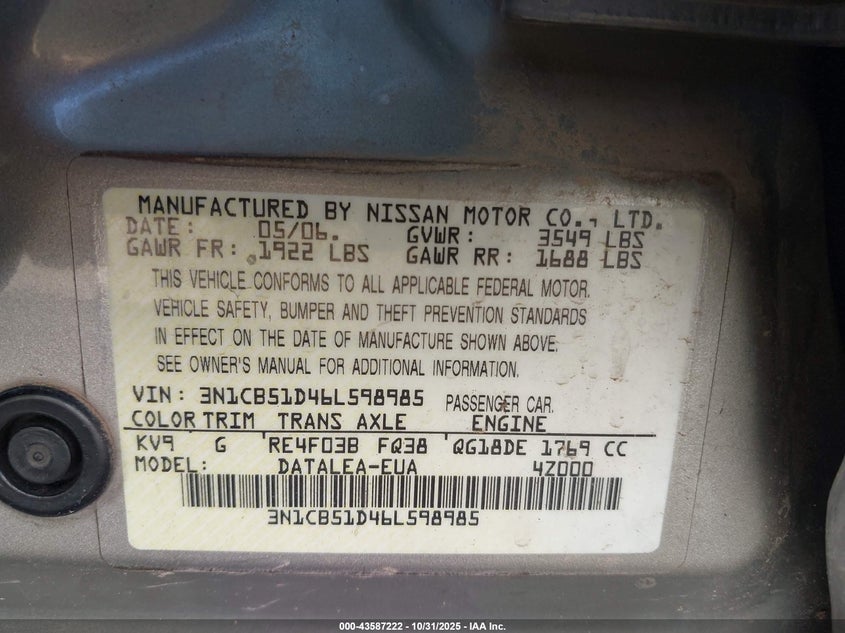 MANUFACTURED BY NISSAN MOTOR CO., LTD.
DATE: 05/06. GVWR: 3549 LBS
GAWR FR: 1922 LBS GAWR RR: 1688 LBS
THIS VEHICLE CONFORMS TO ALL APPLICABLE FEDERAL MOTOR
VEHICLE SAFETY, BUMPER AND THEFT PREVENTION STANDARDS
IN EFFECT ON THE DATE OF MANUFACTURE SHOWN ABOVE.
SEE OWNER'S MANUAL FOR ADDITIONAL INFORMATION.
VIN: 3N1CB51D46L598985 PASSENGER CAR.
COLOR TRIM TRANS AXLE ENGINE
KV9 G RE4F03B FQ38 QG18DE 1769 CC
MODEL: DATALEA-EUA 4Z000
3N1CB51D46L598985
000-43587222 - 10/31/2025 - IAA Inc.